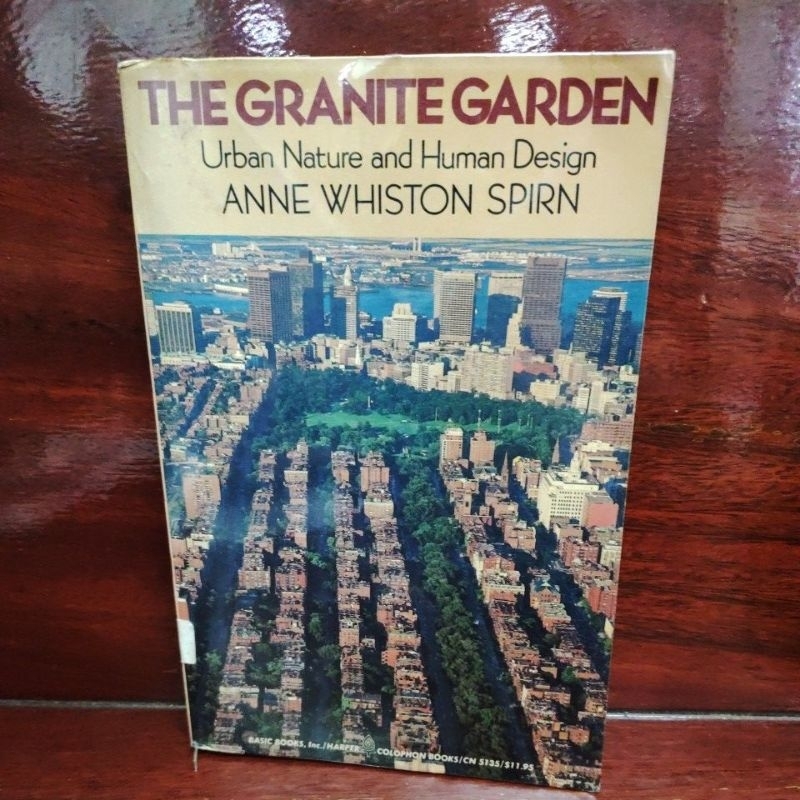 THE GRANITE GARDEN
Urban Nature and Human Design
ANNE WHISTON SPIRN
BASIC BOOKS, Inc./HARPER COLOPHON BOOKS/CN 5135/$11.95